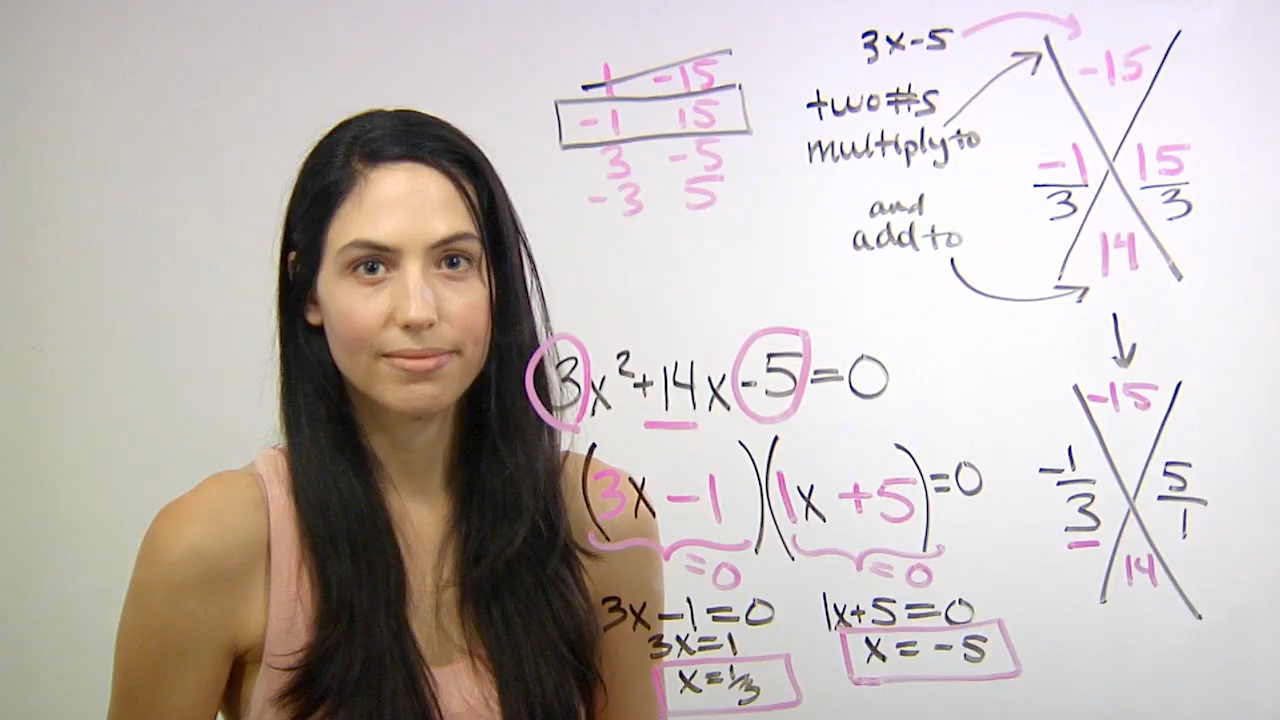 1 -15
-1 15
3 -5
-3 5
3x-5
two #s
multiply to
and
add to
-15
-1/3 15/3
14
3x²+14x-5=0
(3x-1)(1x+5)=0
=0 =0
3x-1=0
3x=1
x=1/3
1x+5=0
x=-5
-15
-1/3 5/1
14